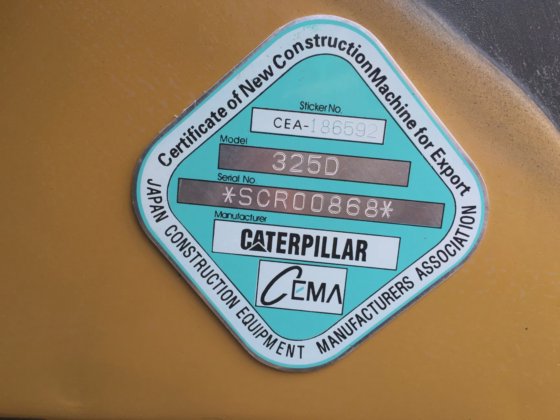 Certificate of New Construction Machine for Export
Sticker No
CEA-186592
Model
325D
Serial No
*SCR00868*
Manufacturer
CATERPILLAR
CEMA
JAPAN CONSTRUCTION EQUIPMENT MANUFACTURERS ASSOCIATION